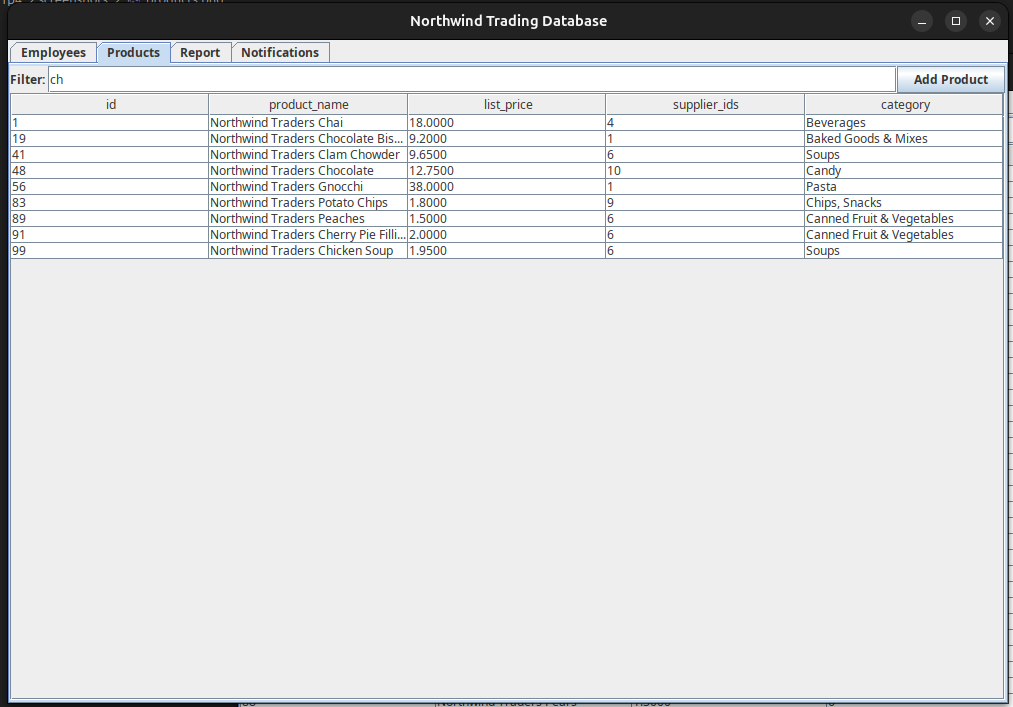 Northwind Trading Database
Employees Products Report Notifications
Filter: ch Add Product
id product_name list_price supplier_ids category
1 Northwind Traders Chai 18.0000 4 Beverages
19 Northwind Traders Chocolate Bis... 9.2000 1 Baked Goods & Mixes
41 Northwind Traders Clam Chowder 9.6500 6 Soups
48 Northwind Traders Chocolate 12.7500 10 Candy
56 Northwind Traders Gnocchi 38.0000 1 Pasta
83 Northwind Traders Potato Chips 1.8000 9 Chips, Snacks
89 Northwind Traders Peaches 1.5000 6 Canned Fruit & Vegetables
91 Northwind Traders Cherry Pie Filli... 2.0000 6 Canned Fruit & Vegetables
99 Northwind Traders Chicken Soup 1.9500 6 Soups